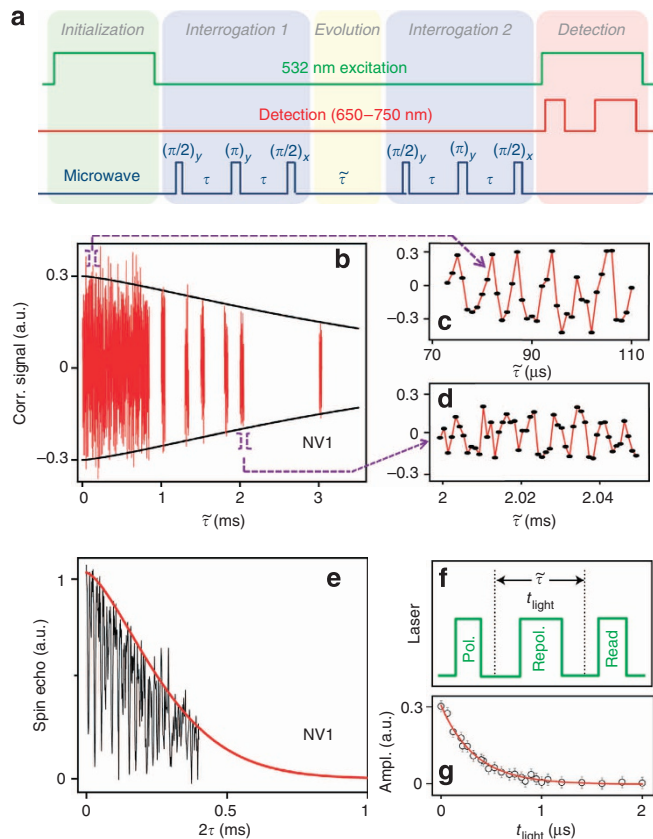 a
Initialization Interrogation 1 Evolution Interrogation 2 Detection
532 nm excitation
Detection (650–750 nm)
(π/2)y (π)y (π/2)x (π/2)y (π)y (π/2)x
Microwave τ τ τ̃ τ τ
b
0.3
0
−0.3
Corr. signal (a.u.)
NV1
0 1 2 3
τ̃ (ms)
0.3
0
−0.3
c
70 90 110
τ̃ (μs)
0.3
0
−0.3
d
2 2.02 2.04
τ̃ (ms)
e
1
0
Spin echo (a.u.)
NV1
0 0.5 1
2τ (ms)
f
τ̃
tlight
Laser
Pol. Repol. Read
g
0.3
0
Ampl. (a.u.)
0 1 2
tlight (μs)